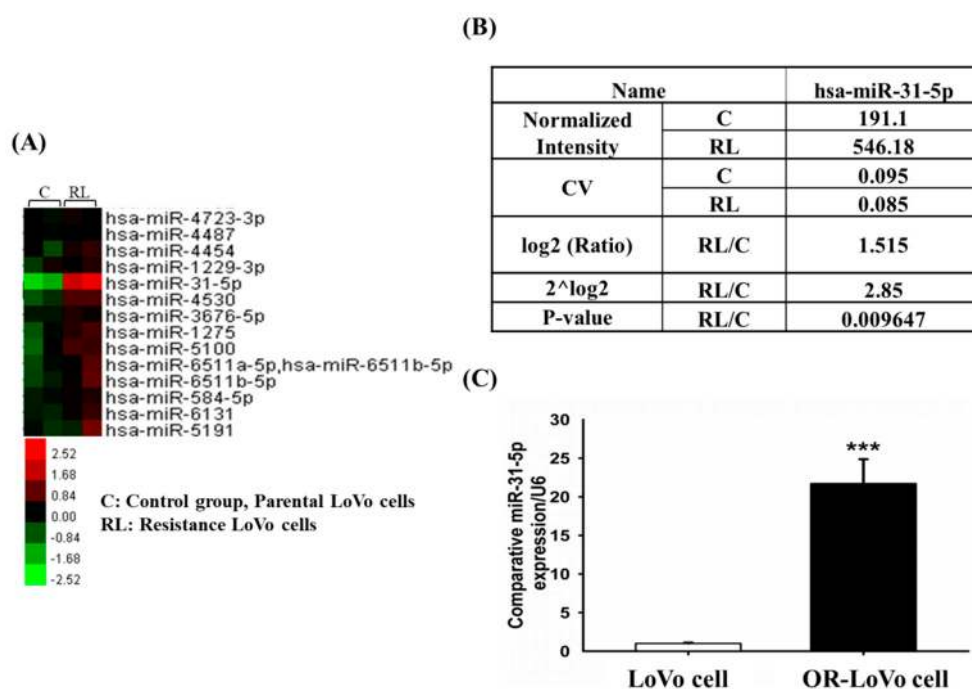 (A)
C RL
hsa-miR-4723-3p
hsa-miR-4487
hsa-miR-4454
hsa-miR-1229-3p
hsa-miR-31-5p
hsa-miR-4530
hsa-miR-3676-5p
hsa-miR-1275
hsa-miR-5100
hsa-miR-6511a-5p,hsa-miR-6511b-5p
hsa-miR-6511b-5p
hsa-miR-584-5p
hsa-miR-6131
hsa-miR-5191
2.52
1.68
0.84
0.00
-0.84
-1.68
-2.52
C: Control group, Parental LoVo cells
RL: Resistance LoVo cells
(B)
Name hsa-miR-31-5p
Normalized Intensity C 191.1
RL 546.18
CV C 0.095
RL 0.085
log2 (Ratio) RL/C 1.515
2^log2 RL/C 2.85
P-value RL/C 0.009647
(C)
Comparative miR-31-5p
expression/U6
30
25
20
15
10
5
0
***
LoVo cell OR-LoVo cell